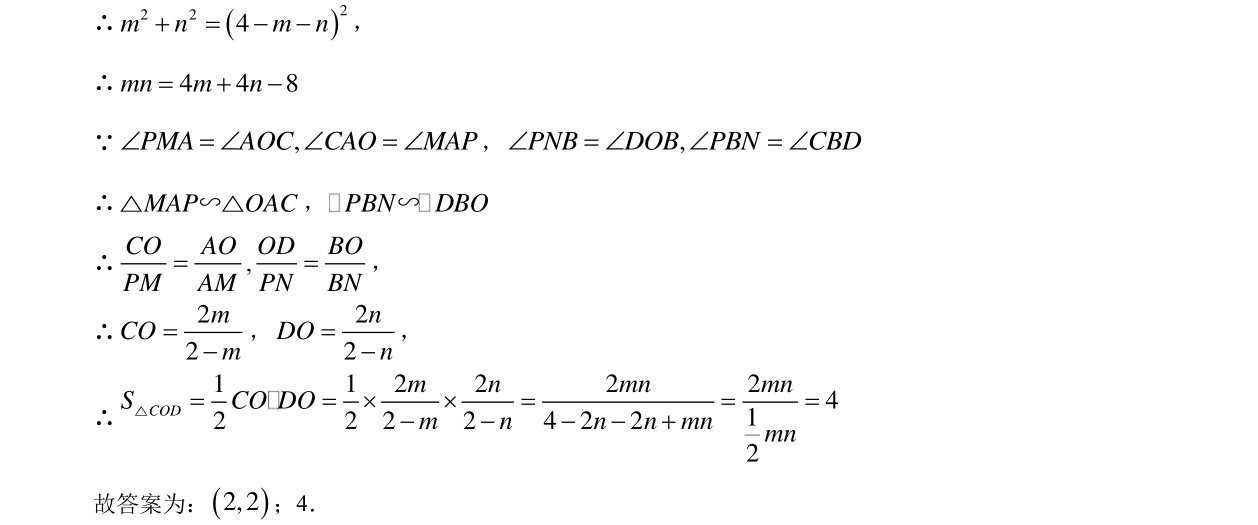 ∴ m² + n² = (4 − m − n)²，
∴ mn = 4m + 4n − 8
∵ ∠PMA = ∠AOC, ∠CAO = ∠MAP， ∠PNB = ∠DOB, ∠PBN = ∠CBD
∴ △MAP∽△OAC， □PBN∽□DBO
∴ CO/PM = AO/AM, OD/PN = BO/BN，
∴ CO = 2m/(2 − m)， DO = 2n/(2 − n)，
∴ S△COD = 1/2 CO□DO = 1/2 × 2m/(2 − m) × 2n/(2 − n) = 2mn/(4 − 2n − 2n + mn) = 2mn/(1/2 mn) = 4
故答案为：(2,2)；4．